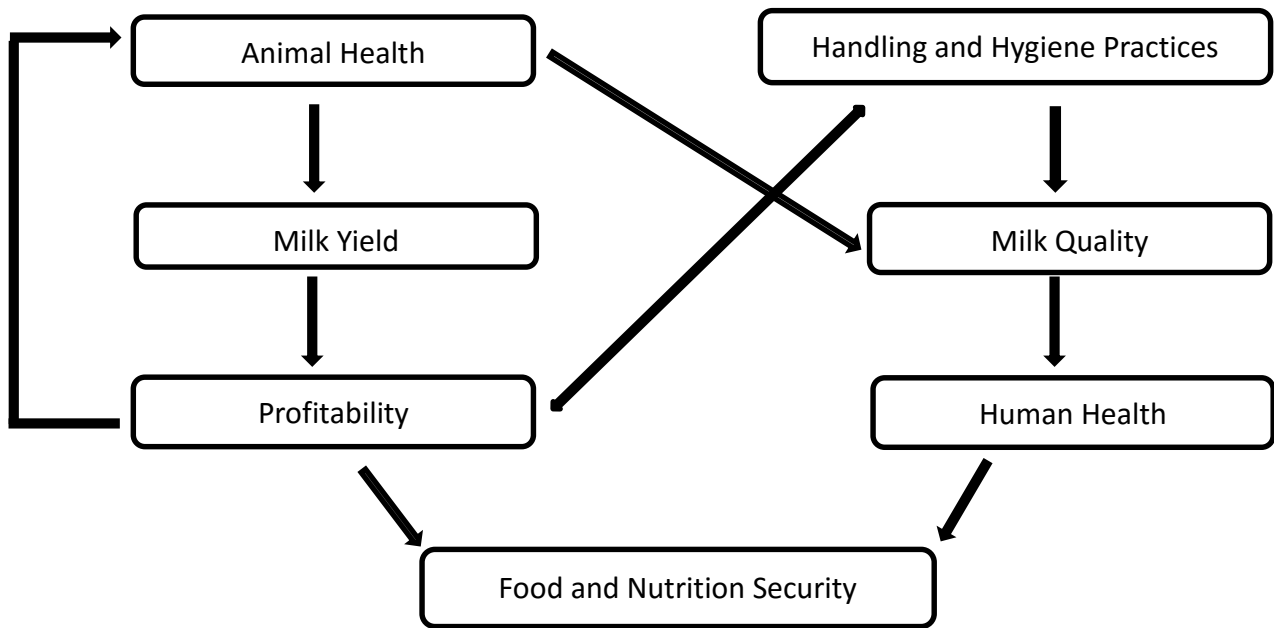 Animal Health
Handling and Hygiene Practices
Milk Yield
Milk Quality
Profitability
Human Health
Food and Nutrition Security